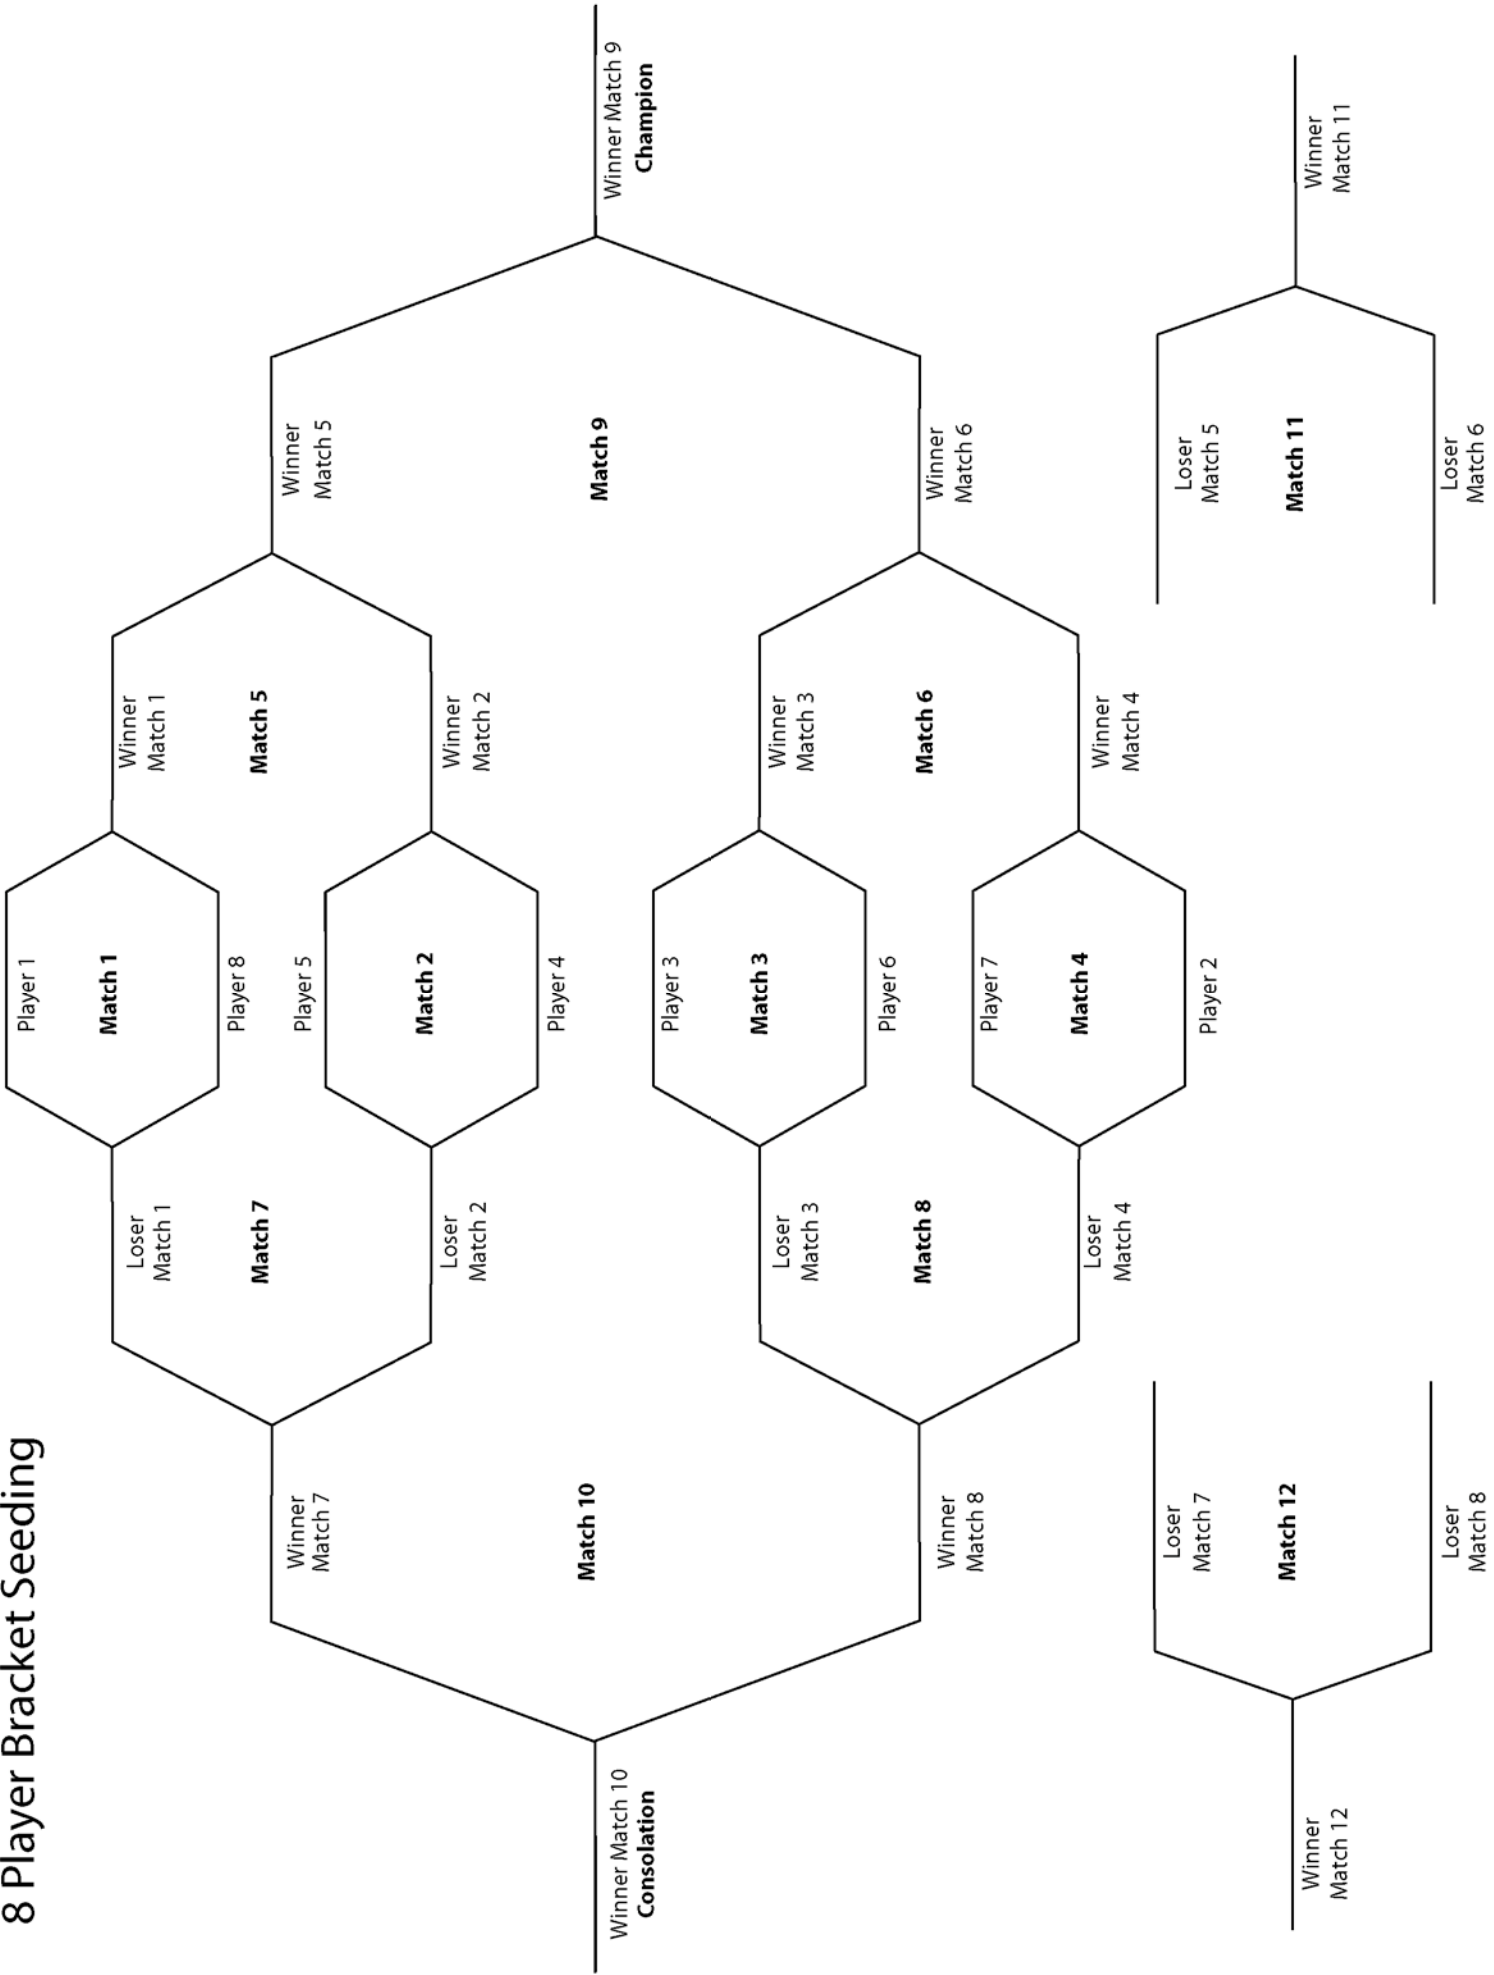 8 Player Bracket Seeding
Player 1
Match 1
Loser
Match 1
Winner
Match 1
Player 8
Match 7
Match 5
Player 5
Winner
Match 7
Winner
Match 5
Match 2
Loser
Match 2
Winner
Match 2
Player 4
Match 10
Match 9
Winner Match 10
Consolation
Winner Match 9
Champion
Player 3
Match 3
Loser
Match 3
Winner
Match 3
Player 6
Match 8
Match 6
Winner
Match 8
Winner
Match 6
Player 7
Match 4
Loser
Match 4
Winner
Match 4
Player 2
Loser
Match 7
Loser
Match 5
Match 12
Match 11
Winner
Match 12
Winner
Match 11
Loser
Match 8
Loser
Match 6